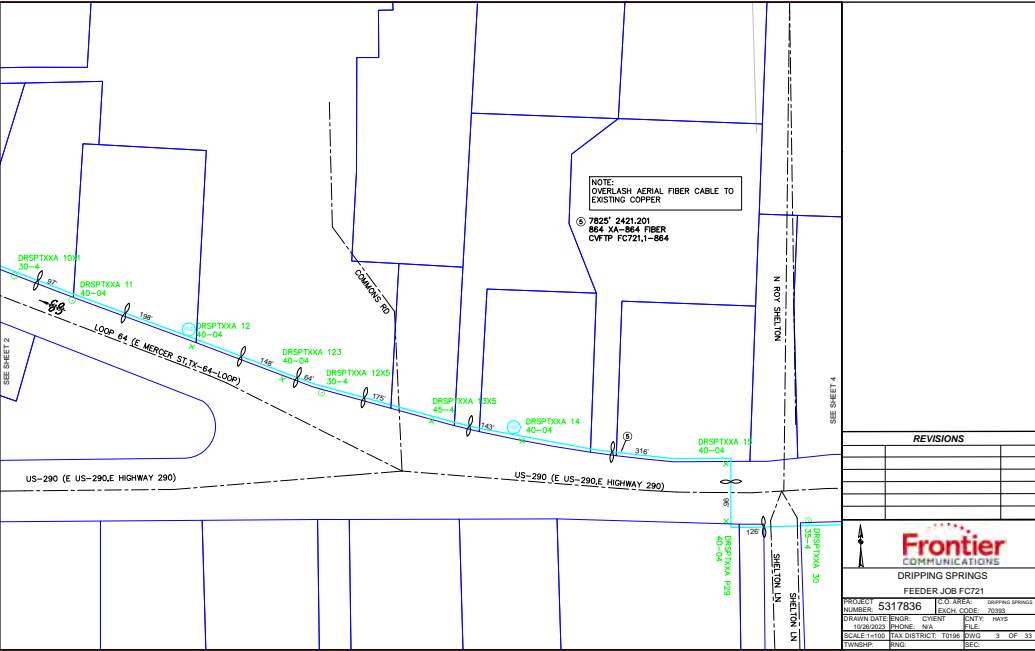 NOTE:
OVERLASH AERIAL FIBER CABLE TO
EXISTING COPPER
5 7825' 2421.201
864 XA-864 FIBER
CVFTP FC721,1-864
DRSPTXXA 10X1
30-4
97'
DRSPTXXA 11
40-04
198'
DRSPTXXA 12
40-04
148'
DRSPTXXA 123
40-04
64'
DRSPTXXA 12X5
30-4
175'
DRSPTXXA 13X5
45-4
143'
DRSPTXXA 14
40-04
5
316'
DRSPTXXA 15
40-04
96'
DRSPTXXA P29
40-04
126'
DRSPTXXA 30
35-4
COMMONS RD
LOOP 64 (E MERCER ST,TX-64-LOOP)
SEE SHEET 2
US-290 (E US-290,E HIGHWAY 290)
US-290 (E US-290,E HIGHWAY 290)
N ROY SHELTON
SHELTON LN
SHELTON LN
SEE SHEET 4
REVISIONS
Frontier
COMMUNICATIONS
DRIPPING SPRINGS
FEEDER JOB FC721
PROJECT NUMBER: 5317836
C.O. AREA: DRIPPING SPRINGS
EXCH. CODE: 70393
DRAWN DATE: 10/26/2023
ENGR: CYIENT
PHONE: N/A
CNTY: HAYS
FILE:
SCALE:1=100 TAX DISTRICT: T0196 DWG 3 OF 33
TWNSHP: RNG: SEC: